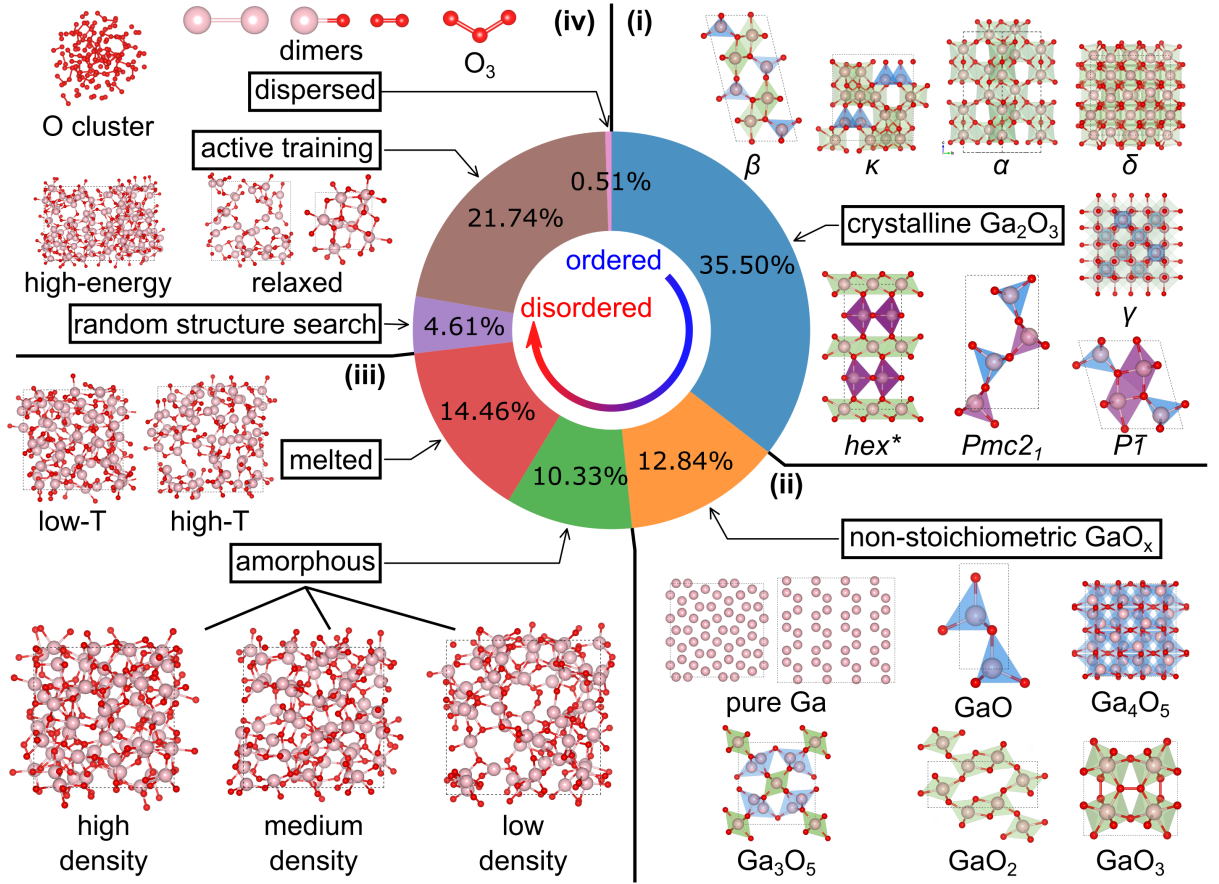 (iv)
(i)
dimers
O₃
dispersed
O cluster
active training
high-energy
relaxed
random structure search
β
κ
α
δ
crystalline Ga₂O₃
γ
hex*
Pmc2₁
P1̅
0.51%
21.74%
35.50%
ordered
disordered
4.61%
14.46%
10.33%
12.84%
(iii)
(ii)
melted
low-T
high-T
amorphous
high
density
medium
density
low
density
non-stoichiometric GaOₓ
pure Ga
GaO
Ga₄O₅
Ga₃O₅
GaO₂
GaO₃